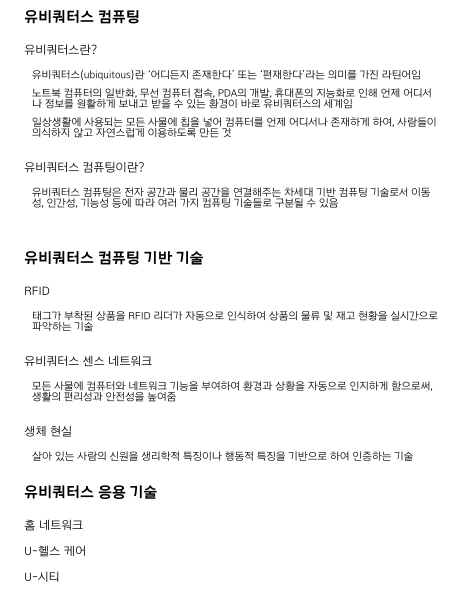 유비쿼터스 컴퓨팅
유비쿼터스란?
유비쿼터스(ubiquitous)란 '어디든지 존재한다' 또는 '편재한다'라는 의미를 가진 라틴어임
노트북 컴퓨터의 일반화, 무선 컴퓨터 접속, PDA의 개발, 휴대폰의 지능화로 인해 언제 어디서
나 정보를 원활하게 보내고 받을 수 있는 환경이 바로 유비쿼터스의 세계임
일상생활에 사용되는 모든 사물에 칩을 넣어 컴퓨터를 언제 어디서나 존재하게 하여, 사람들이
의식하지 않고 자연스럽게 이용하도록 만든 것
유비쿼터스 컴퓨팅이란?
유비쿼터스 컴퓨팅은 전자 공간과 물리 공간을 연결해주는 차세대 기반 컴퓨팅 기술로서 이동
성, 인간성, 기능성 등에 따라 여러 가지 컴퓨팅 기술들로 구분될 수 있음
유비쿼터스 컴퓨팅 기반 기술
RFID
태그가 부착된 상품을 RFID 리더가 자동으로 인식하여 상품의 물류 및 재고 현황을 실시간으로
파악하는 기술
유비쿼터스 센스 네트워크
모든 사물에 컴퓨터와 네트워크 기능을 부여하여 환경과 상황을 자동으로 인지하게 함으로써,
생활의 편리성과 안전성을 높여줌
생체 현실
살아 있는 사람의 신원을 생리학적 특징이나 행동적 특징을 기반으로 하여 인증하는 기술
유비쿼터스 응용 기술
홈 네트워크
U-헬스 케어
U-시티